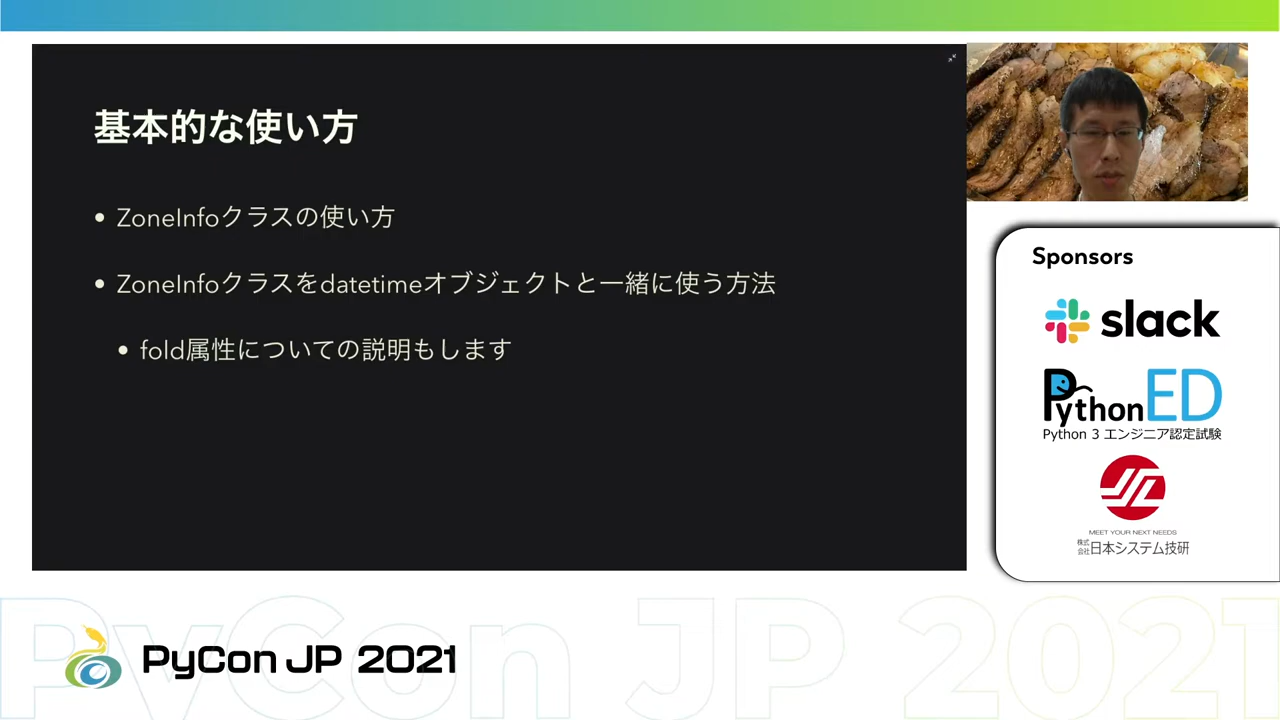 基本的な使い方
• ZoneInfoクラスの使い方
• ZoneInfoクラスをdatetimeオブジェクトと一緒に使う方法
• fold属性についての説明もします
Sponsors
slack
PythonED
Python 3 エンジニア認定試験
MEET YOUR NEXT NEEDS
株式会社日本システム技研
PyCon JP 2021
PyCon JP 2021